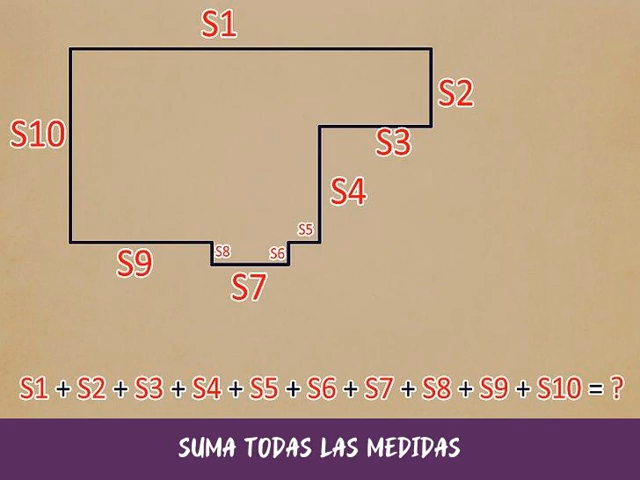 S1
S2
S10
S3
S4
S5
S8
S6
S9
S7
S1 + S2 + S3 + S4 + S5 + S6 + S7 + S8 + S9 + S10 = ?
SUMA TODAS LAS MEDIDAS